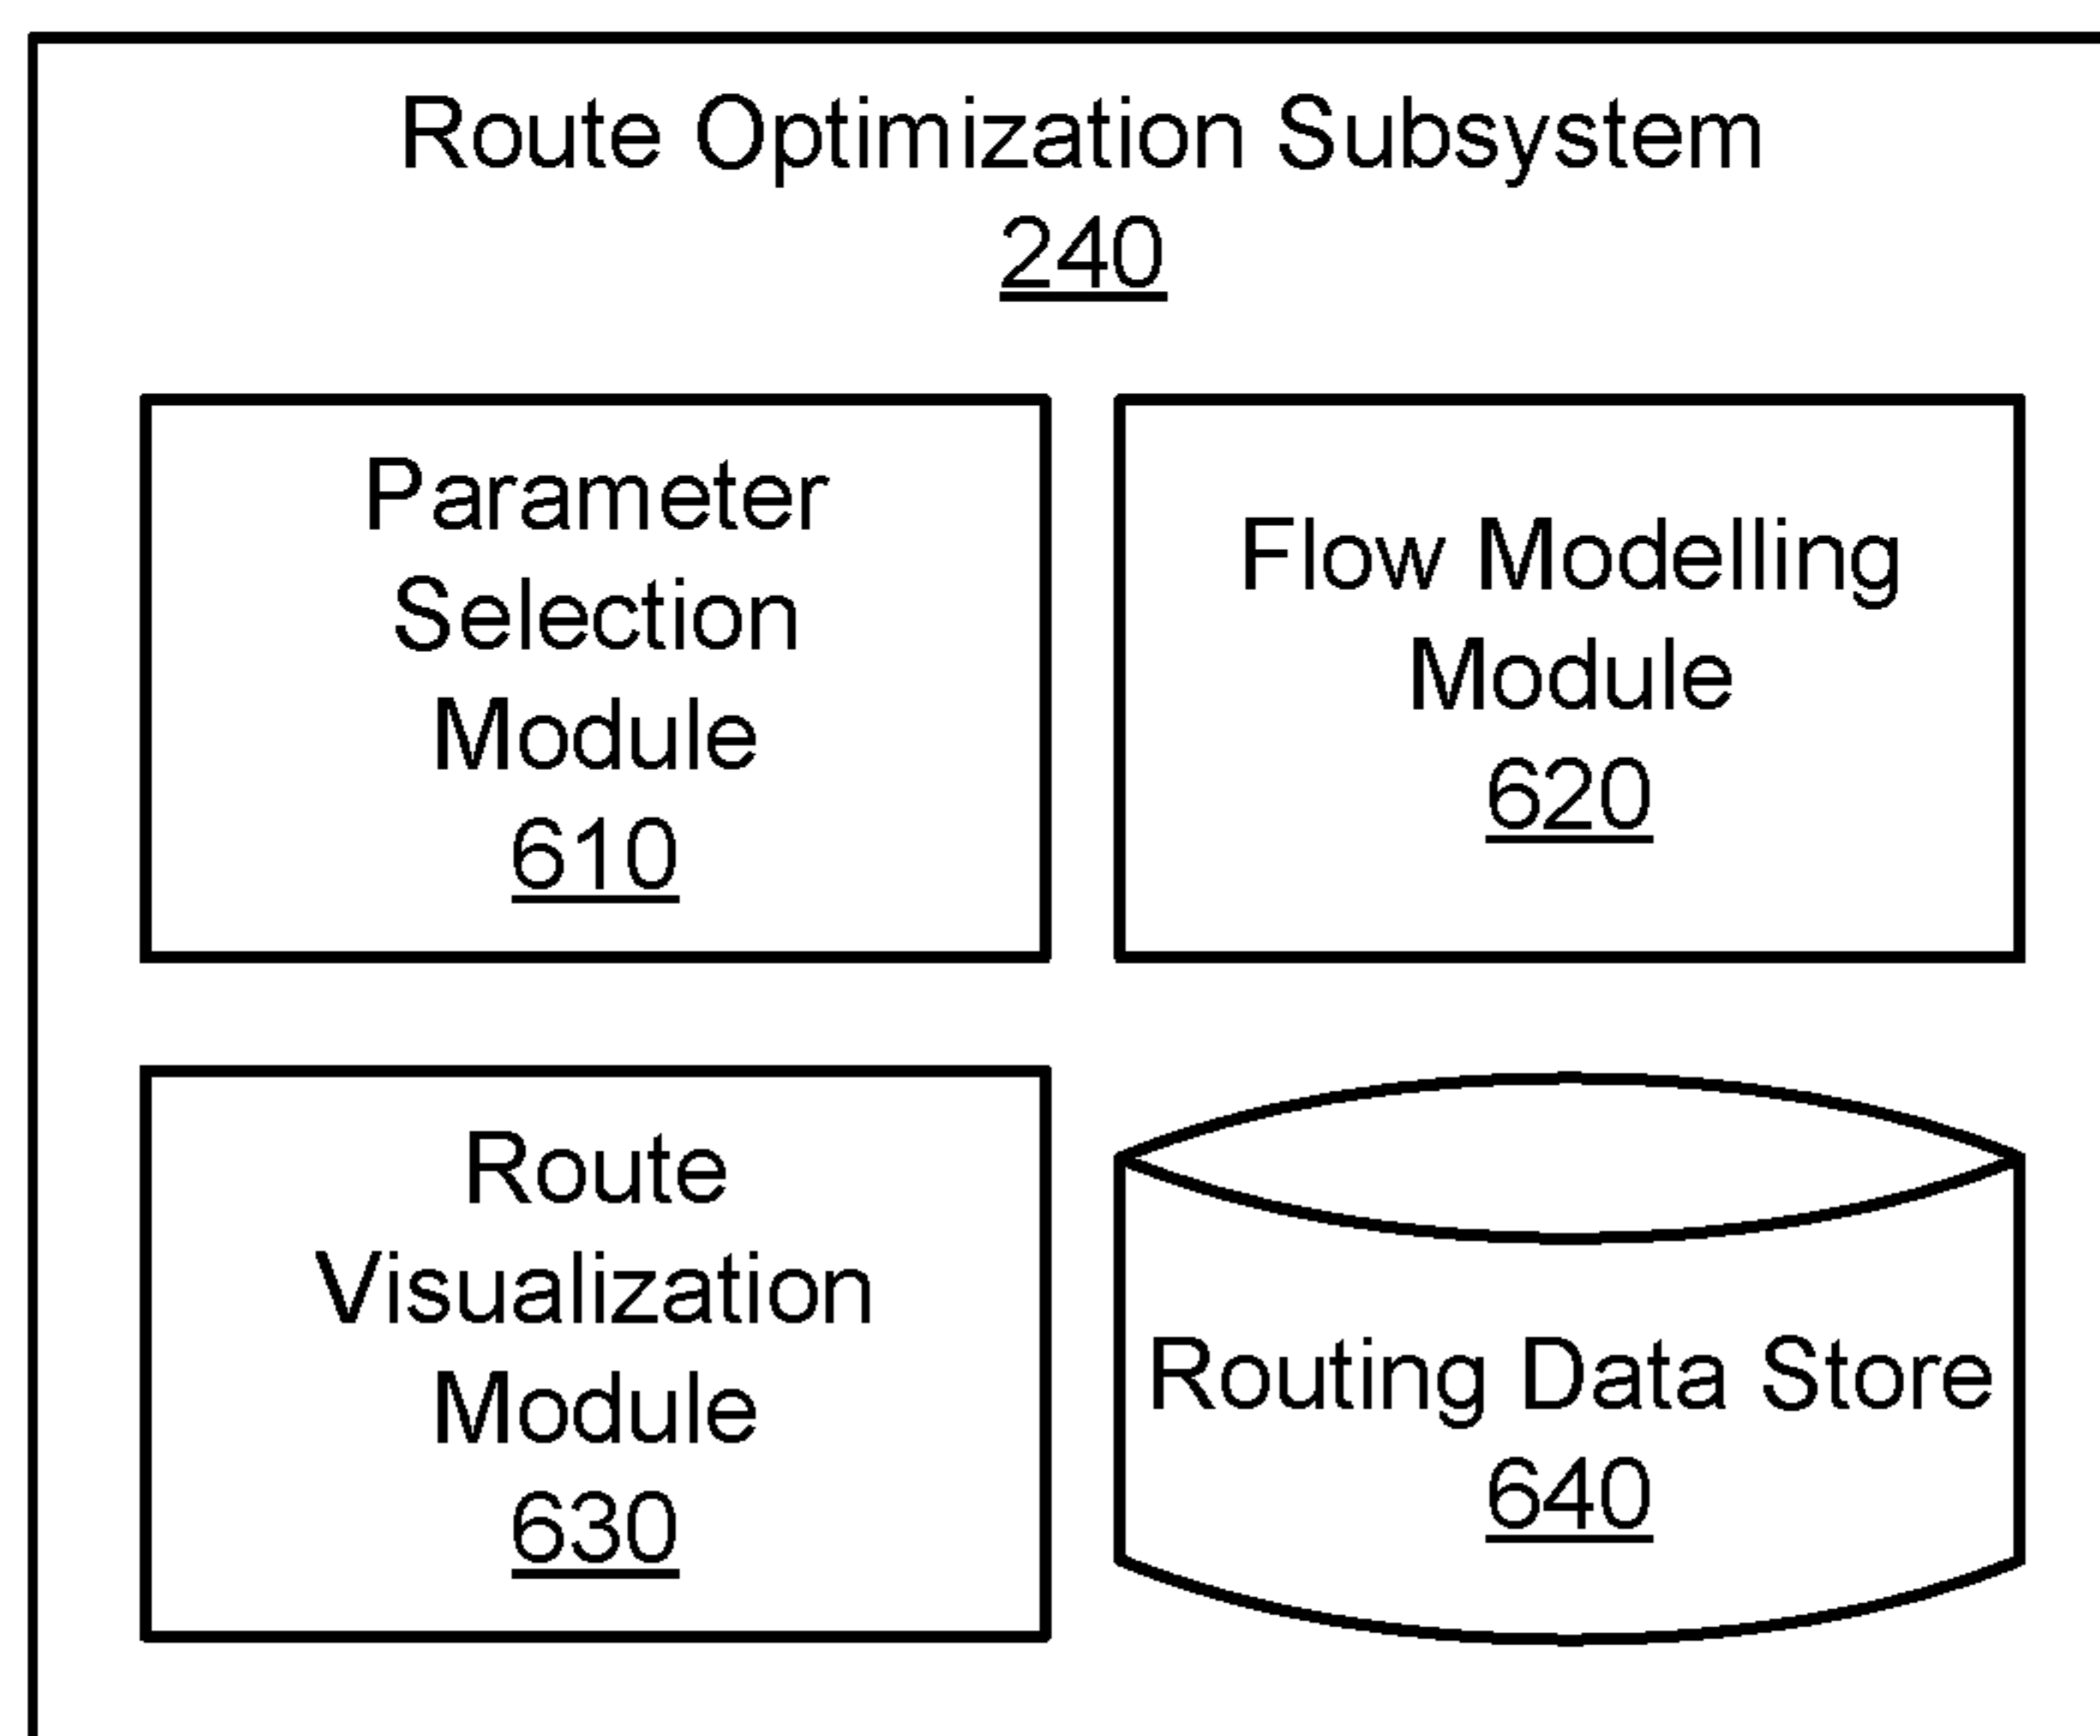 Route Optimization Subsystem
240
Parameter
Selection
Module
610
Flow Modelling
Module
620
Route
Visualization
Module
630
Routing Data Store
640